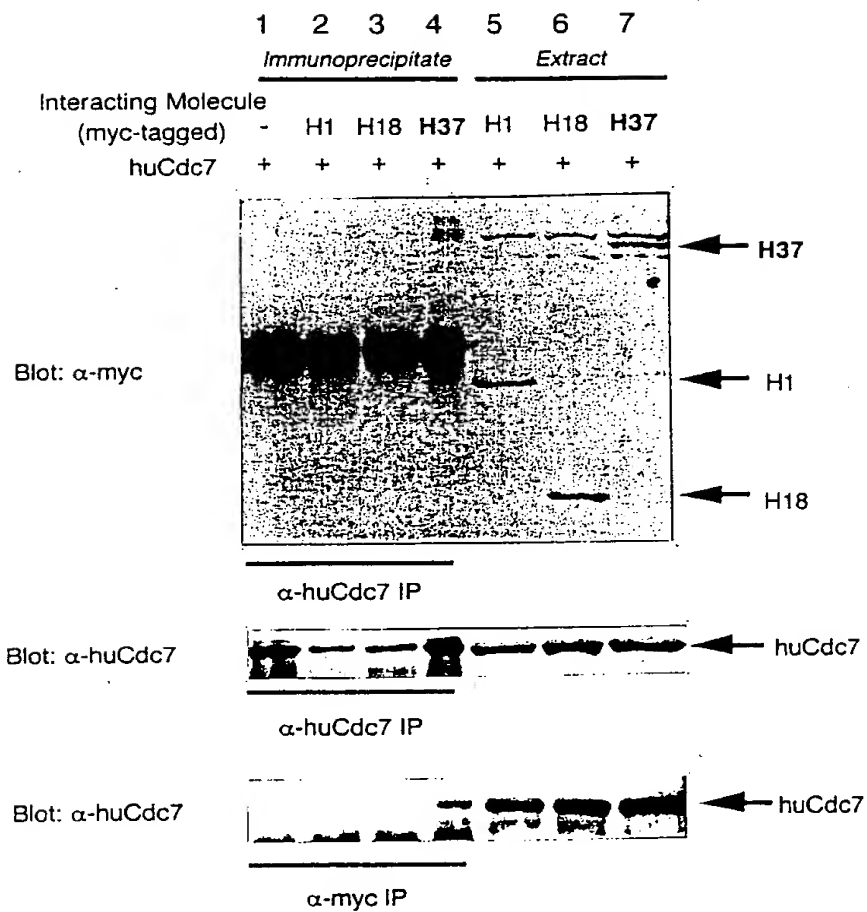 1 2 3 4 5 6 7
Immunoprecipitate Extract
Interacting Molecule
(myc-tagged)
- H1 H18 H37 H1 H18 H37
huCdc7 + + + + + + +
H37
Blot: α-myc
H1
H18
α-huCdc7 IP
Blot: α-huCdc7
huCdc7
α-huCdc7 IP
Blot: α-huCdc7
huCdc7
α-myc IP